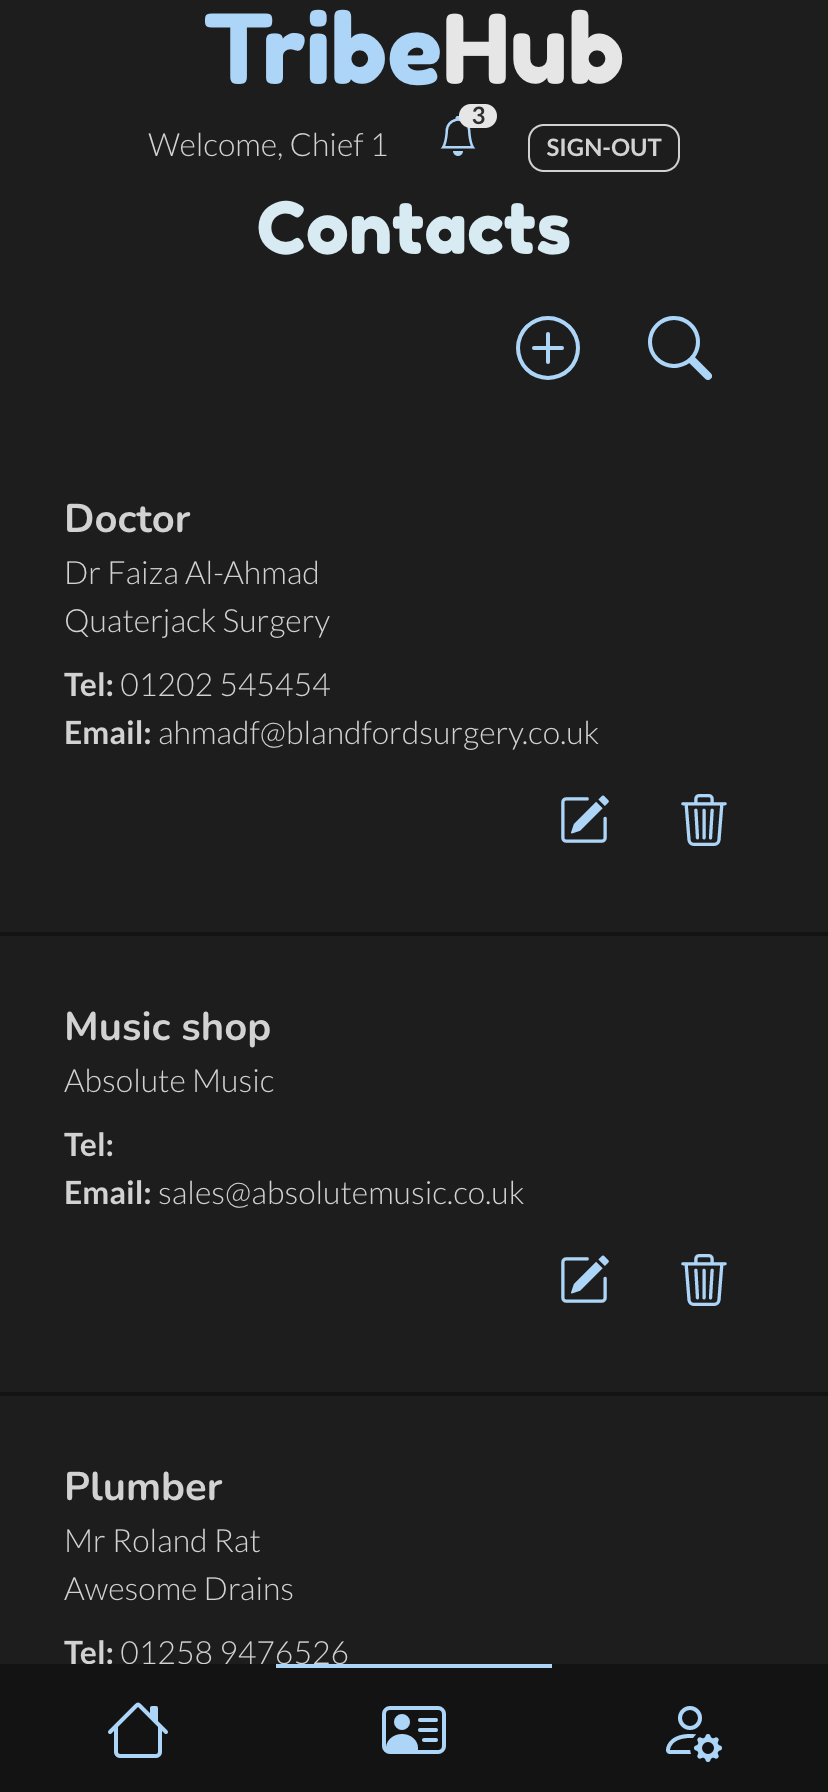 TribeHub
Welcome, Chief 1
3
SIGN-OUT
Contacts
Doctor
Dr Faiza Al-Ahmad
Quaterjack Surgery
Tel: 01202 545454
Email: ahmadf@blandfordsurgery.co.uk
Music shop
Absolute Music
Tel:
Email: sales@absolutemusic.co.uk
Plumber
Mr Roland Rat
Awesome Drains
Tel: 01258 9476526